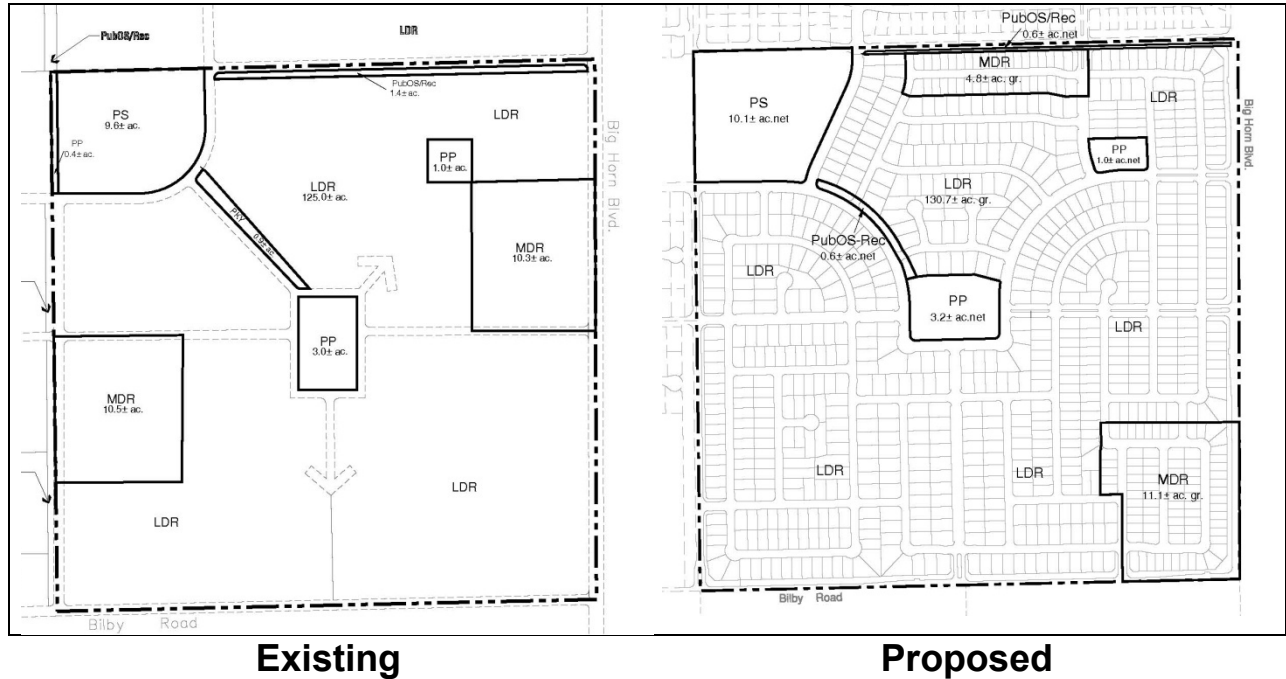 PubOS/Rec
LDR
PubOS/Rec
1.4± ac.
PS
9.6± ac.
PP
0.4± ac.
LDR
PP
1.0± ac.
LDR
125.0± ac.
PKY
0.9± ac.
MDR
10.3± ac.
Big Horn Blvd.
PP
3.0± ac.
MDR
10.5± ac.
LDR
LDR
Bilby Road
Existing
PubOS/Rec
0.6± ac.net
MDR
4.8± ac. gr.
PS
10.1± ac.net
LDR
Big Horn Blvd.
PP
1.0± ac.net
LDR
130.7± ac. gr.
PubOS-Rec
0.6± ac.net
LDR
PP
3.2± ac.net
LDR
LDR
LDR
MDR
11.1± ac. gr.
Bilby Road
Proposed